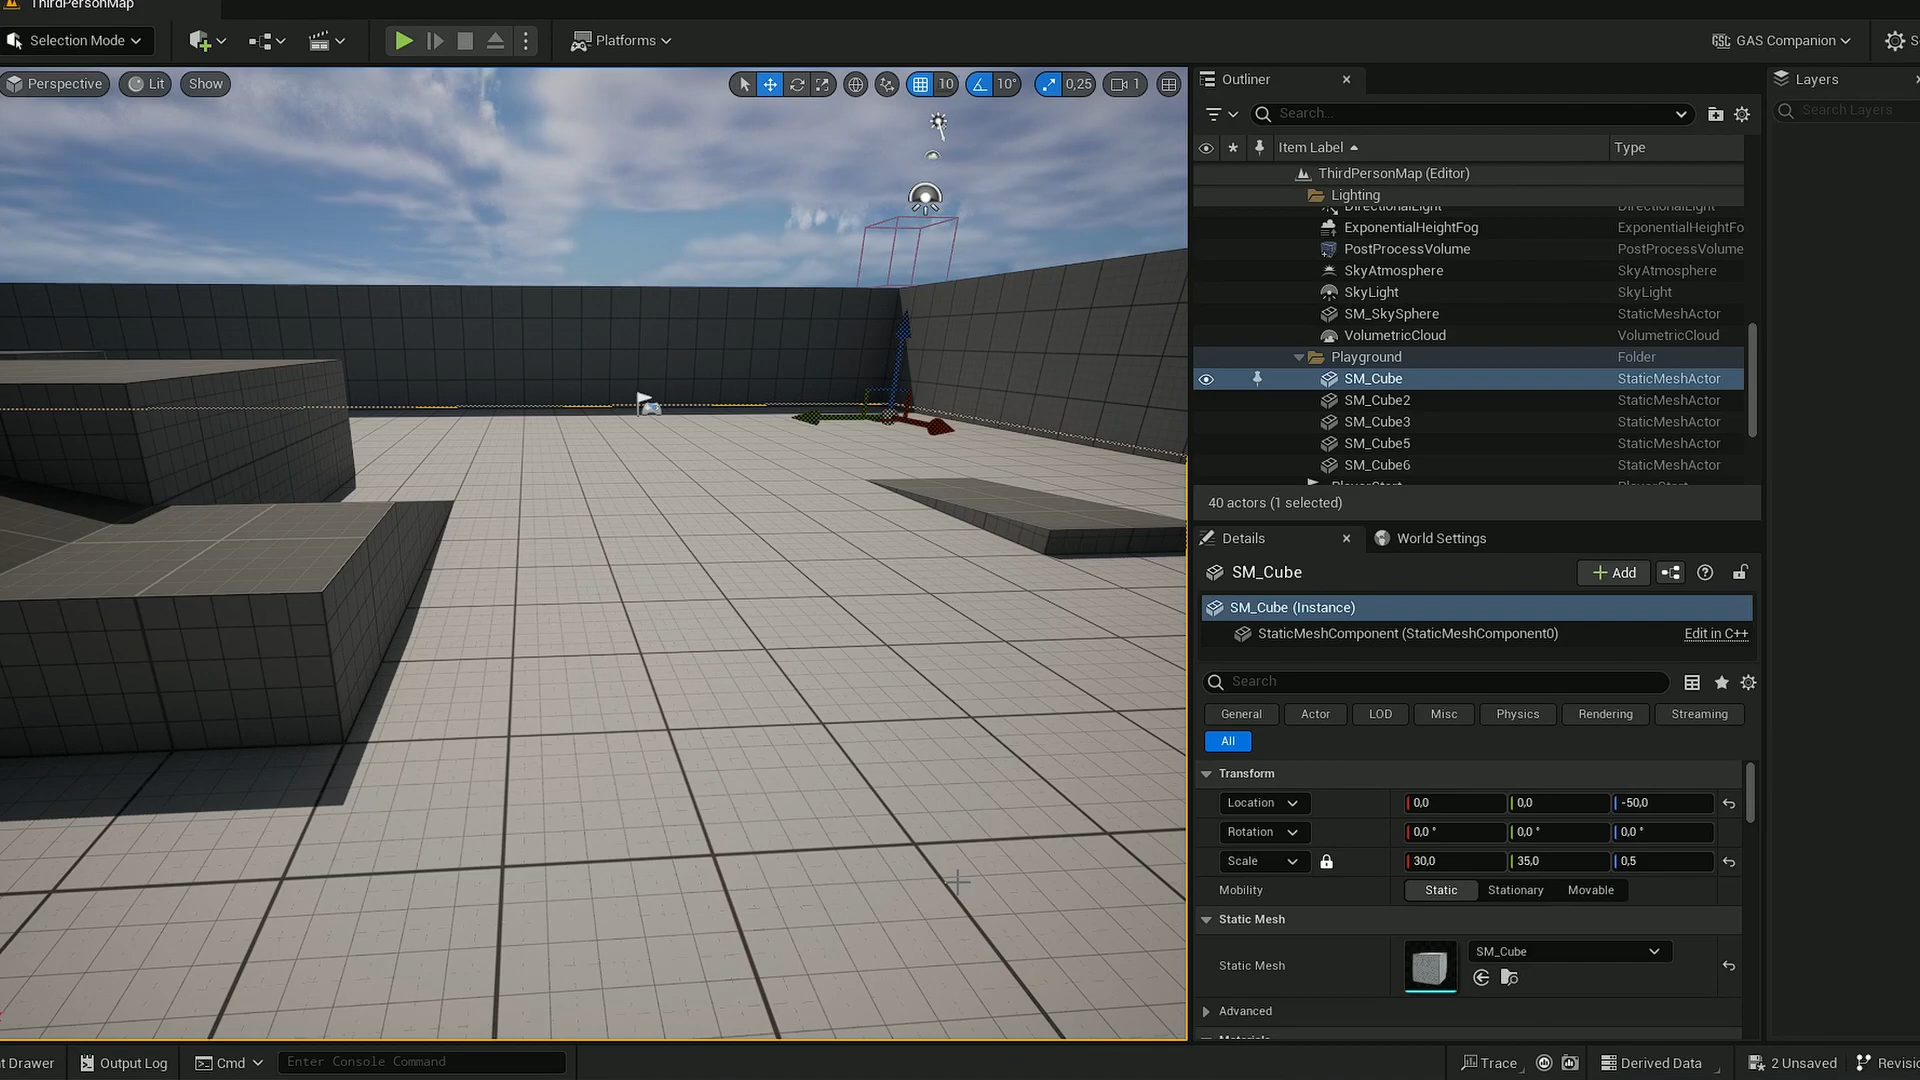 ThirdPersonMap
Selection Mode
Platforms
GAS Companion
Perspective
Lit
Show
10
10°
0,25
1
Outliner
Search...
Item Label
Type
ThirdPersonMap (Editor)
Lighting
DirectionalLight DirectionalLight
ExponentialHeightFog ExponentialHeightFo
PostProcessVolume PostProcessVolume
SkyAtmosphere SkyAtmosphere
SkyLight SkyLight
SM_SkySphere StaticMeshActor
VolumetricCloud VolumetricCloud
Playground Folder
SM_Cube StaticMeshActor
SM_Cube2 StaticMeshActor
SM_Cube3 StaticMeshActor
SM_Cube5 StaticMeshActor
SM_Cube6 StaticMeshActor
PlayerStart PlayerStart
40 actors (1 selected)
Layers
Search Layers
Details
World Settings
SM_Cube
Add
SM_Cube (Instance)
StaticMeshComponent (StaticMeshComponent0) Edit in C++
Search
General Actor LOD Misc Physics Rendering Streaming
All
Transform
Location 0,0 0,0 -50,0
Rotation 0,0 ° 0,0 ° 0,0 °
Scale 30,0 35,0 0,5
Mobility Static Stationary Movable
Static Mesh
Static Mesh SM_Cube
Advanced
Materials
t Drawer
Output Log
Cmd
Enter Console Command
Trace
Derived Data
2 Unsaved
Revisio